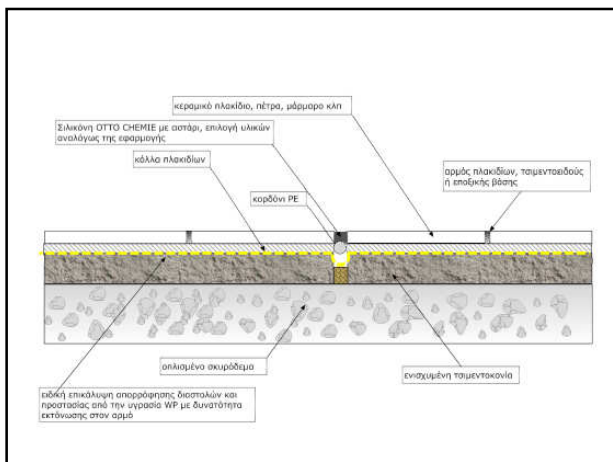 κεραμικό πλακίδιο, πέτρα, μάρμαρο κλπ
Σιλικόνη OTTO CHEMIE με αστάρι, επιλογή υλικών
αναλόγως της εφαρμογής
κόλλα πλακιδίων
κορδόνι PE
αρμός πλακιδίων, τσιμεντοειδούς
ή εποξικής βάσης
οπλισμένο σκυρόδεμα
ενισχυμένη τσιμεντοκονία
ειδική επικάλυψη απορρόφησης διαστολών και
προστασίας από την υγρασία WP με δυνατότητα
εκτόνωσης στον αρμό